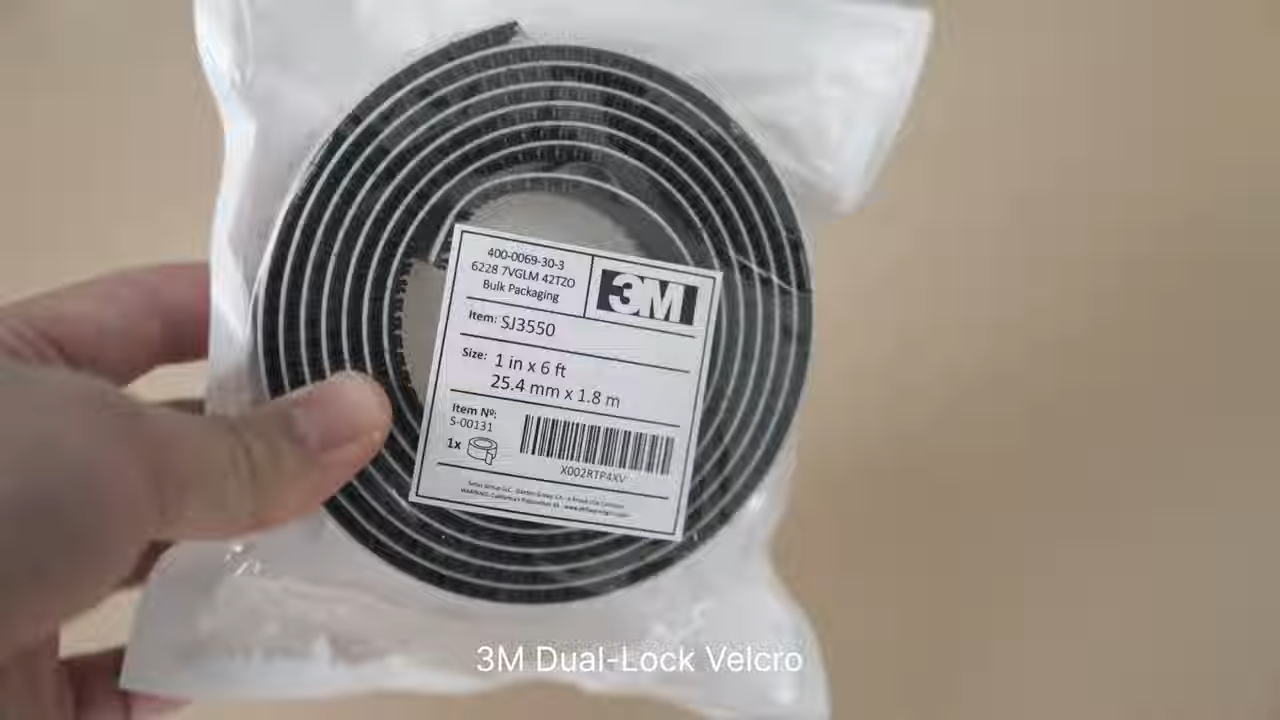 400-0069-30-3
6228 7VGLM 42TZO
Bulk Packaging
3M
Item: SJ3550
Size: 1 in x 6 ft
25.4 mm x 1.8 m
Item Nº:
S-00131
1x
X002RTP4XV
3M Dual-Lock Velcro